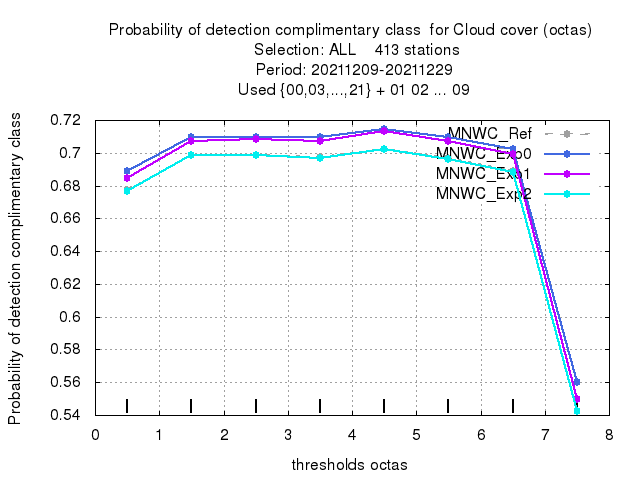 Probability of detection complimentary class  for Cloud cover (octas)
Selection: ALL    413 stations
Period: 20211209-20211229
Used {00,03,...,21} + 01 02 ... 09
Probability of detection complimentary class
0.72
0.7
0.68
0.66
0.64
0.62
0.6
0.58
0.56
0.54
MNWC_Ref
MNWC_Exp0
MNWC_Exp1
MNWC_Exp2
0 1 2 3 4 5 6 7 8
thresholds octas